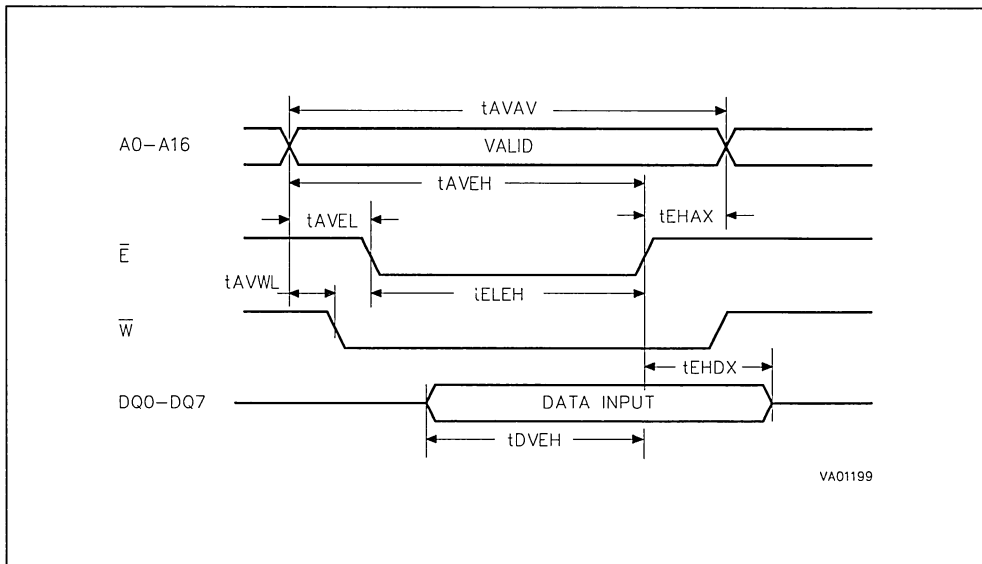 tAVAV
A0-A16
VALID
tAVEH
tAVEL
tEHAX
E
tAVWL
tELEH
W
tEHDX
DQ0-DQ7
DATA INPUT
tDVEH
VA01199